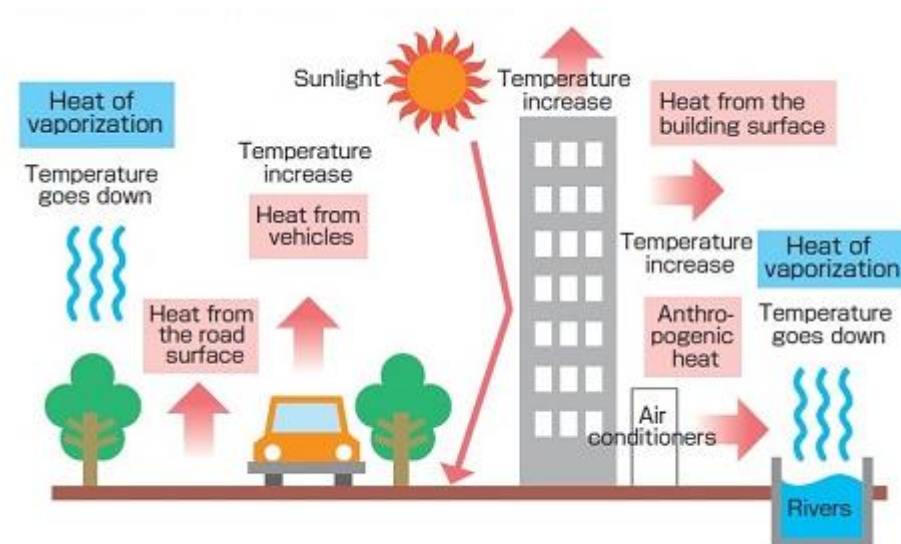 Heat of
vaporization
Temperature
goes down
Sunlight
Temperature
increase
Heat from
vehicles
Heat from
the road
surface
Temperature
increase
Heat from the
building surface
Temperature
increase
Anthro-
pogenic
heat
Air
conditioners
Heat of
vaporization
Temperature
goes down
Rivers